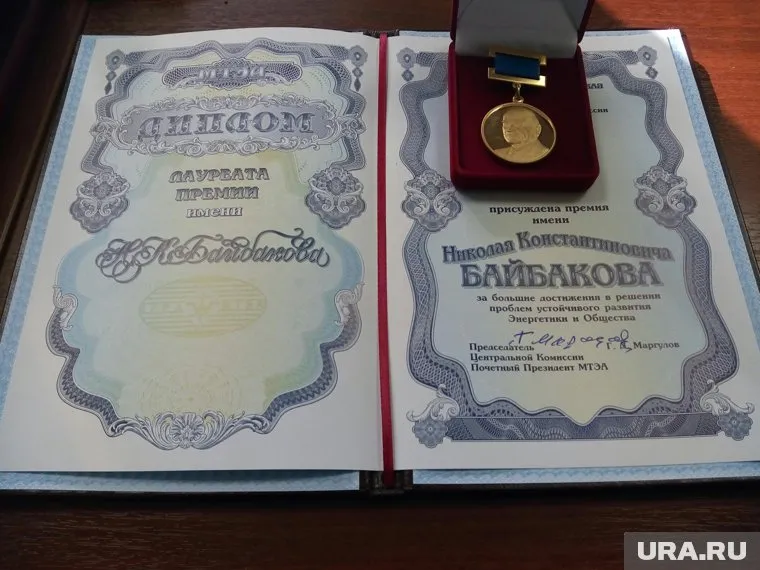 МТЭА
ДИПЛОМ
ЛАУРЕАТА
ПРЕМИИ
имени
Н.К.Байбакова
присуждена премия
имени
Николая Константиновича
БАЙБАКОВА
за большие достижения в решении
проблем устойчивого развития
Энергетики и Общества
Председатель Маргулов
Центральной Комиссии
Почетный Президент МТЭА
URA.RU